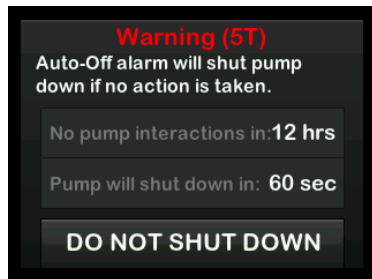 Warning (5T)
Auto-Off alarm will shut pump
down if no action is taken.
No pump interactions in: 12 hrs
Pump will shut down in: 60 sec
DO NOT SHUT DOWN